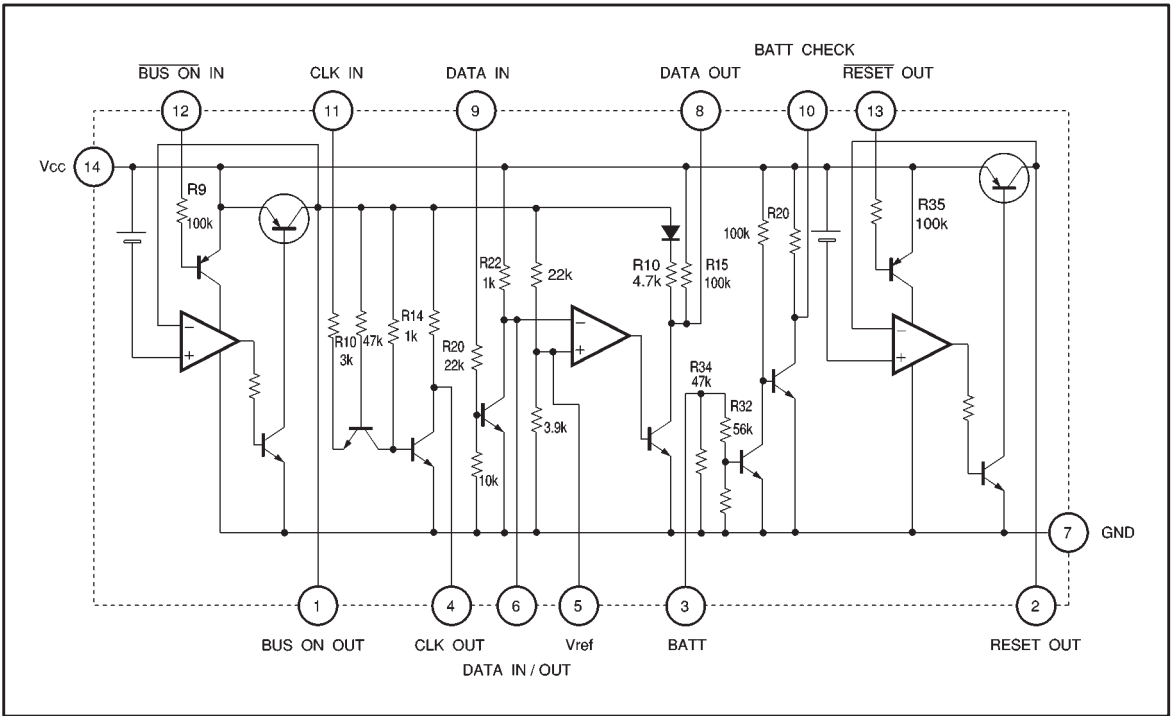 BATT CHECK
BUS ON IN
CLK IN
DATA IN
DATA OUT
RESET OUT
12
11
9
8
10
13
Vcc
14
R9
100k
R20
100k
R35
100k
R22
1k
22k
R10
4.7k
R15
100k
R10
3k
47k
R14
1k
R20
22k
−
+
−
+
−
+
R34
47k
R32
56k
3.9k
10k
7
GND
1
4
6
5
3
2
BUS ON OUT
CLK OUT
Vref
BATT
RESET OUT
DATA IN / OUT